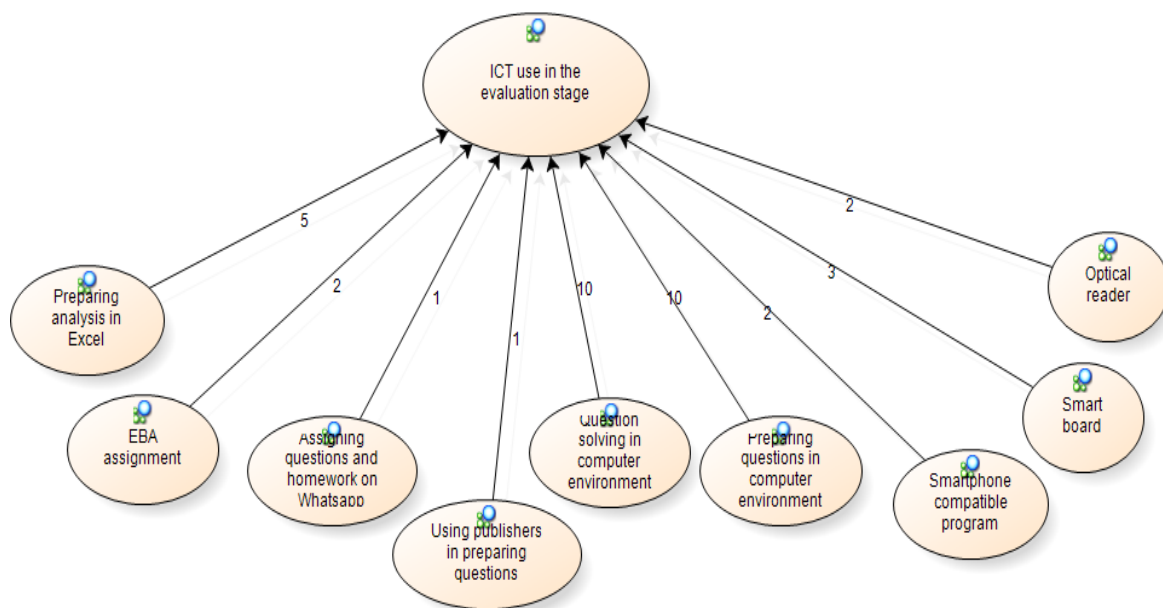 ICT use in the
evaluation stage
5
2
1
1
10
10
2
3
2
Preparing
analysis in
Excel
EBA
assignment
Assigning
questions and
homework on
Whatsapp
Using publishers
in preparing
questions
Question
solving in
computer
environment
Preparing
questions in
computer
environment
Smartphone
compatible
program
Smart
board
Optical
reader